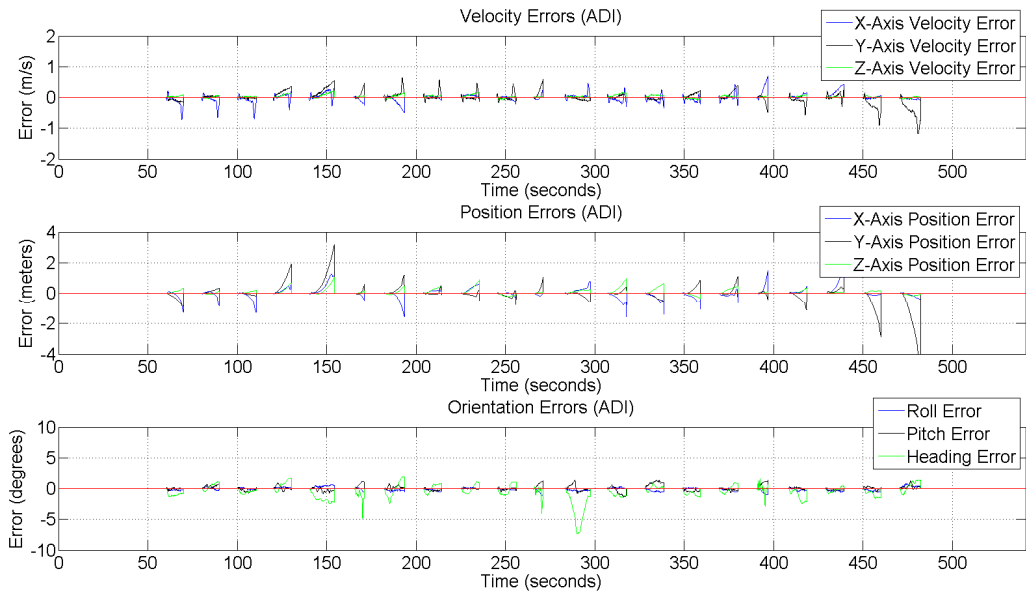 Velocity Errors (ADI)
X-Axis Velocity Error
Y-Axis Velocity Error
Z-Axis Velocity Error
Error (m/s)
2
1
0
-1
-2
0 50 100 150 200 250 300 350 400 450 500
Time (seconds)
Position Errors (ADI)
X-Axis Position Error
Y-Axis Position Error
Z-Axis Position Error
Error (meters)
4
2
0
-2
-4
0 50 100 150 200 250 300 350 400 450 500
Time (seconds)
Orientation Errors (ADI)
Roll Error
Pitch Error
Heading Error
Error (degrees)
10
5
0
-5
-10
0 50 100 150 200 250 300 350 400 450 500
Time (seconds)